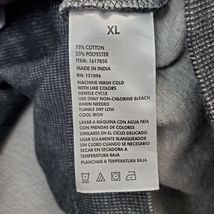 XL
75% COTTON
25% POLYESTER
ITEM: 1617850
MADE IN INDIA
RN: 121096
MACHINE WASH COLD
WITH LIKE COLORS
GENTLE CYCLE
USE ONLY NON-CHLORINE BLEACH
WHEN NEEDED
TUMBLE DRY LOW
COOL IRON
LAVAR A MÁQUINA CON AGUA FRÍA
CON PRENDAS DE COLORES
SIMILARES EN EL CICLO DELICADO
USAR SOLAMENTE BLANQUEADOR
SIN CLORO CUANDO SEA NECESARIO
SECAR EN SECADORA A
TEMPERATURA BAJA
PLANCHAR A TEMPERATURA BAJA